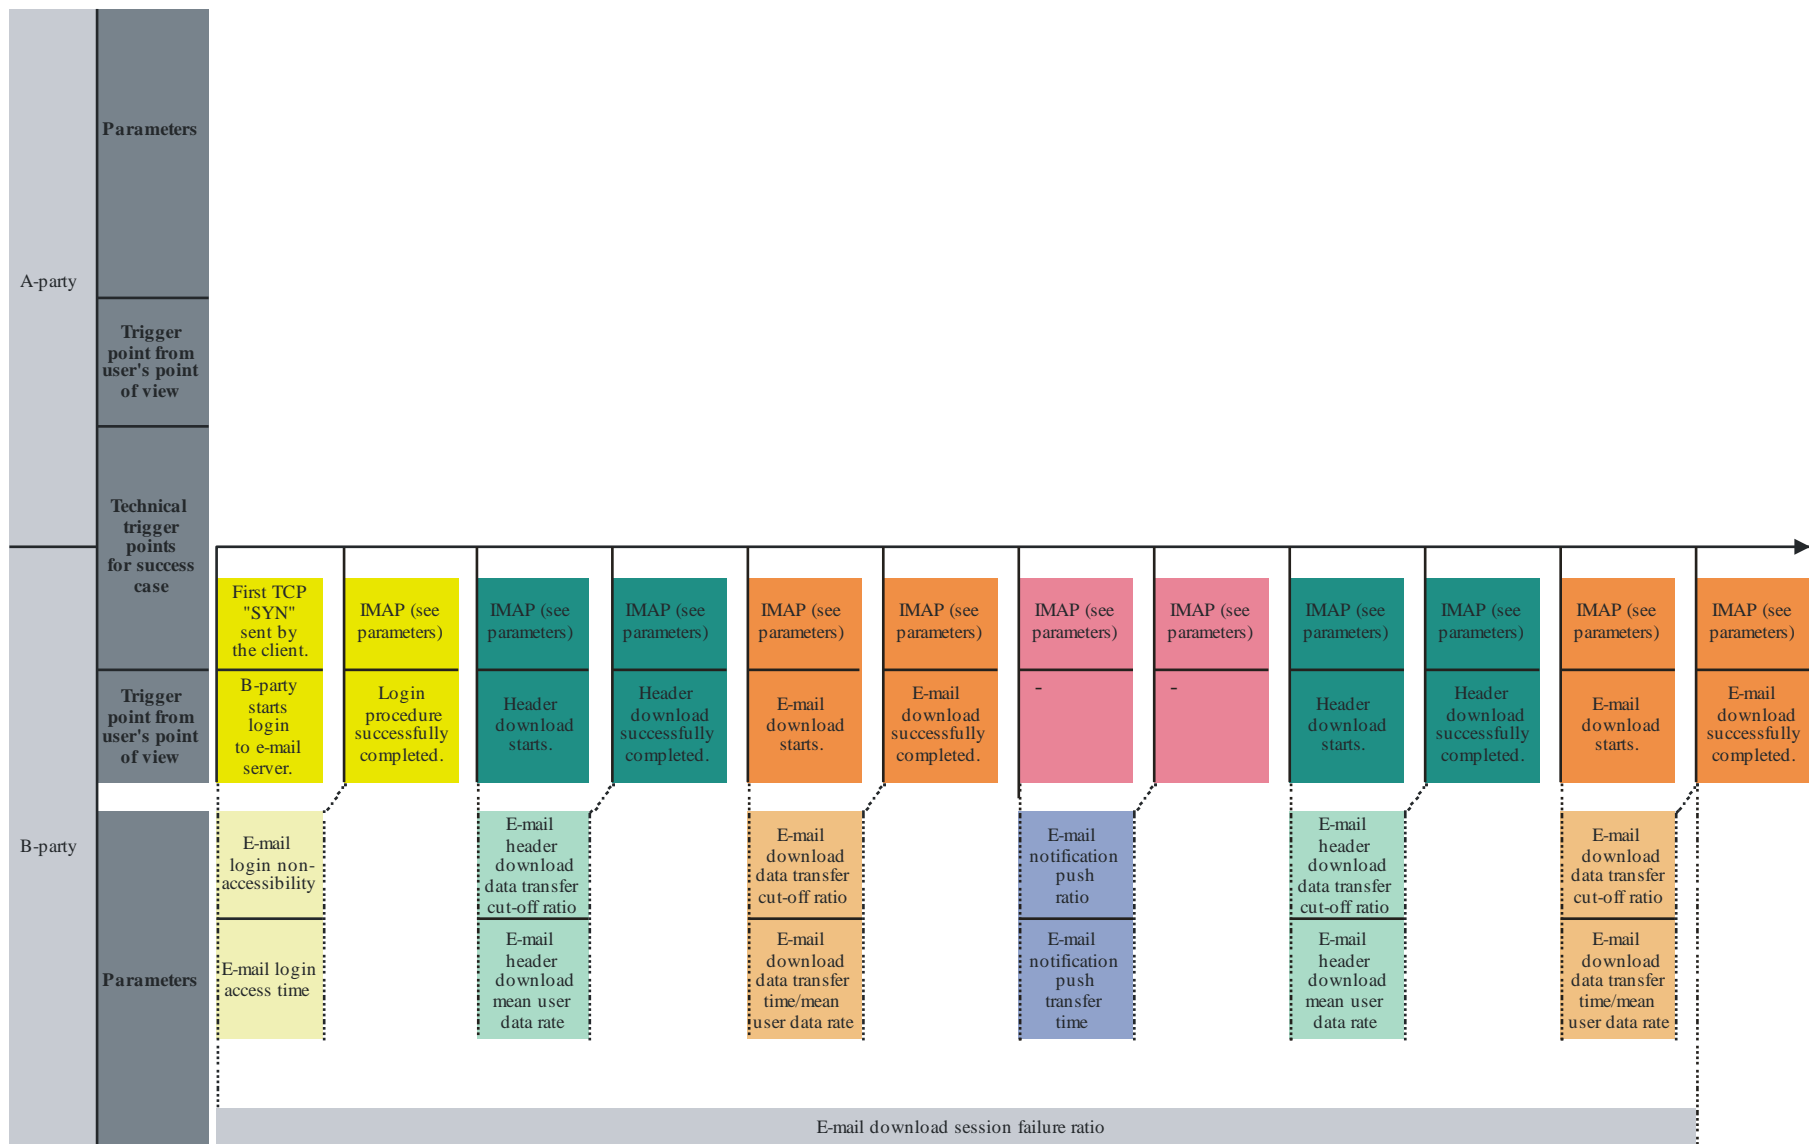 Parameters
A-party
Trigger
point from
user's point
of view
Technical
trigger
points
for success
case
First TCP
"SYN"
sent by
the client.
IMAP (see
parameters)
IMAP (see
parameters)
IMAP (see
parameters)
IMAP (see
parameters)
IMAP (see
parameters)
IMAP (see
parameters)
IMAP (see
parameters)
IMAP (see
parameters)
IMAP (see
parameters)
IMAP (see
parameters)
IMAP (see
parameters)
Trigger
point from
user's point
of view
B-party
starts
login
to e-mail
server.
Login
procedure
successfully
completed.
Header
download
starts.
Header
download
successfully
completed.
E-mail
download
starts.
E-mail
download
successfully
completed.
-
-
Header
download
starts.
Header
download
successfully
completed.
E-mail
download
starts.
E-mail
download
successfully
completed.
B-party
Parameters
E-mail
login non-
accessibility
E-mail
header
download
data transfer
cut-off ratio
E-mail
download
data transfer
cut-off ratio
E-mail
notification
push
ratio
E-mail
header
download
data transfer
cut-off ratio
E-mail
download
data transfer
cut-off ratio
E-mail login
access time
E-mail
header
download
mean user
data rate
E-mail
download
data transfer
time/mean
user data rate
E-mail
notification
push
transfer
time
E-mail
header
download
mean user
data rate
E-mail
download
data transfer
time/mean
user data rate
E-mail download session failure ratio